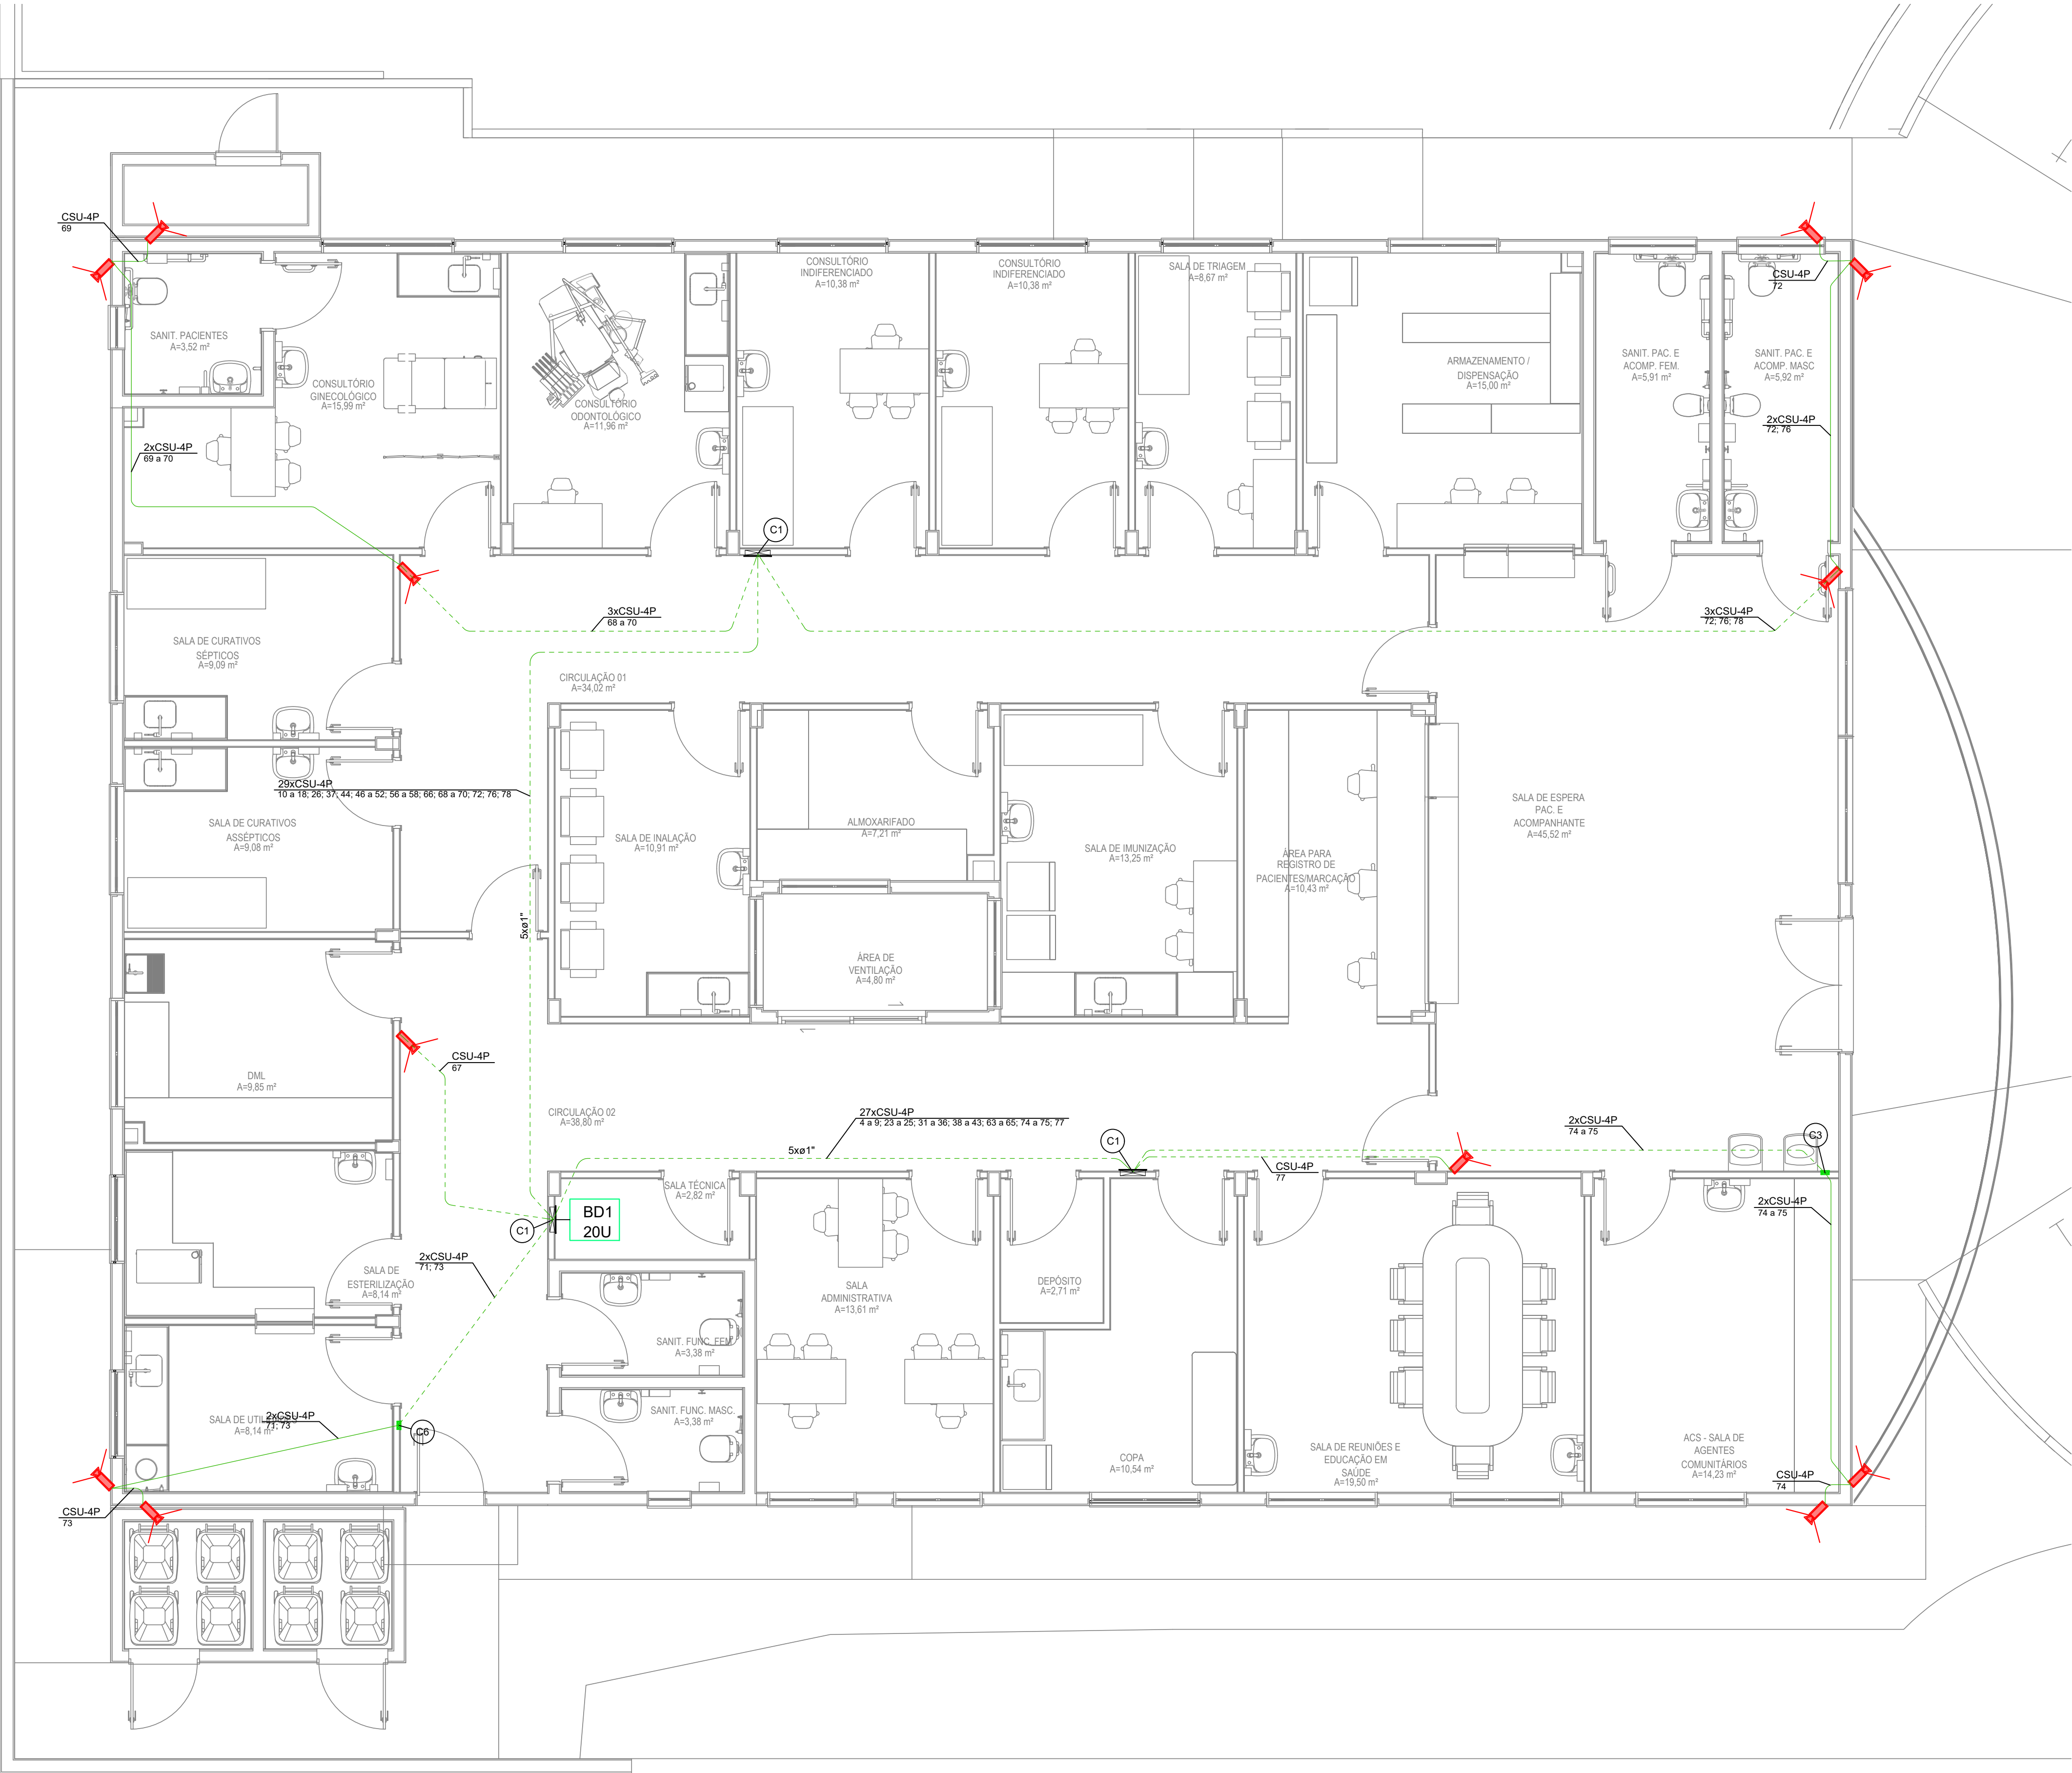 CSU-4P
69
SANIT. PACIENTES
A=3,52 m²
CONSULTÓRIO
GINECOLÓGICO
A=15,99 m²
2xCSU-4P
69 a 70
CONSULTÓRIO
ODONTOLÓGICO
A=11,96 m²
CONSULTÓRIO
INDIFERENCIADO
A=10,38 m²
CONSULTÓRIO
INDIFERENCIADO
A=10,38 m²
SALA DE TRIAGEM
A=8,67 m²
ARMAZENAMENTO /
DISPENSAÇÃO
A=15,00 m²
SANIT. PAC. E
ACOMP. FEM.
A=5,91 m²
SANIT. PAC. E
ACOMP. MASC
A=5,92 m²
CSU-4P
72
2xCSU-4P
72; 76
C1
3xCSU-4P
68 a 70
3xCSU-4P
72; 76; 78
SALA DE CURATIVOS
SÉPTICOS
A=9,09 m²
CIRCULAÇÃO 01
A=34,02 m²
29xCSU-4P
10 a 18; 26; 37; 44; 46 a 52; 56 a 58; 66; 68 a 70; 72; 76; 78
SALA DE CURATIVOS
ASSÉPTICOS
A=9,08 m²
5xø1"
SALA DE INALAÇÃO
A=10,91 m²
ALMOXARIFADO
A=7,21 m²
SALA DE IMUNIZAÇÃO
A=13,25 m²
ÁREA PARA
REGISTRO DE
PACIENTES/MARCAÇÃO
A=10,43 m²
SALA DE ESPERA
PAC. E
ACOMPANHANTE
A=45,52 m²
ÁREA DE
VENTILAÇÃO
A=4,80 m²
DML
A=9,85 m²
CSU-4P
67
CIRCULAÇÃO 02
A=38,80 m²
27xCSU-4P
4 a 9; 23 a 25; 31 a 36; 38 a 43; 63 a 65; 74 a 75; 77
5xø1"
C1
2xCSU-4P
74 a 75
C3
CSU-4P
77
SALA TÉCNICA
A=2,82 m²
C1
BD1
20U
2xCSU-4P
74 a 75
2xCSU-4P
71; 73
SALA DE
ESTERILIZAÇÃO
A=8,14 m²
SALA
ADMINISTRATIVA
A=13,61 m²
DEPÓSITO
A=2,71 m²
SANIT. FUNC. FEM.
A=3,38 m²
SANIT. FUNC. MASC.
A=3,38 m²
SALA DE
A=8,14 m²
2xCSU-4P
71; 73
C6
COPA
A=10,54 m²
SALA DE REUNIÕES E
EDUCAÇÃO EM
SAÚDE
A=19,50 m²
ACS - SALA DE
AGENTES
COMUNITÁRIOS
A=14,23 m²
CSU-4P
74
CSU-4P
73